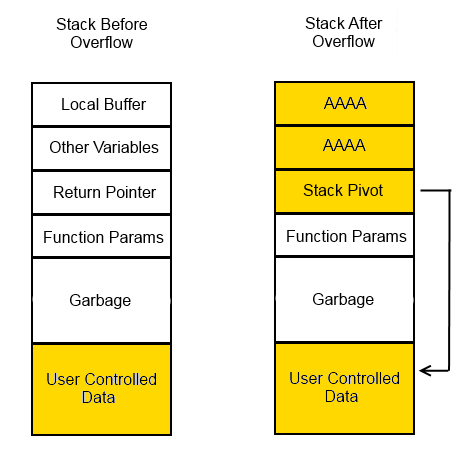 Stack Before
Overflow
Local Buffer
Other Variables
Return Pointer
Function Params
Garbage
User Controlled
Data
Stack After
Overflow
AAAA
AAAA
Stack Pivot
Function Params
Garbage
User Controlled
Data